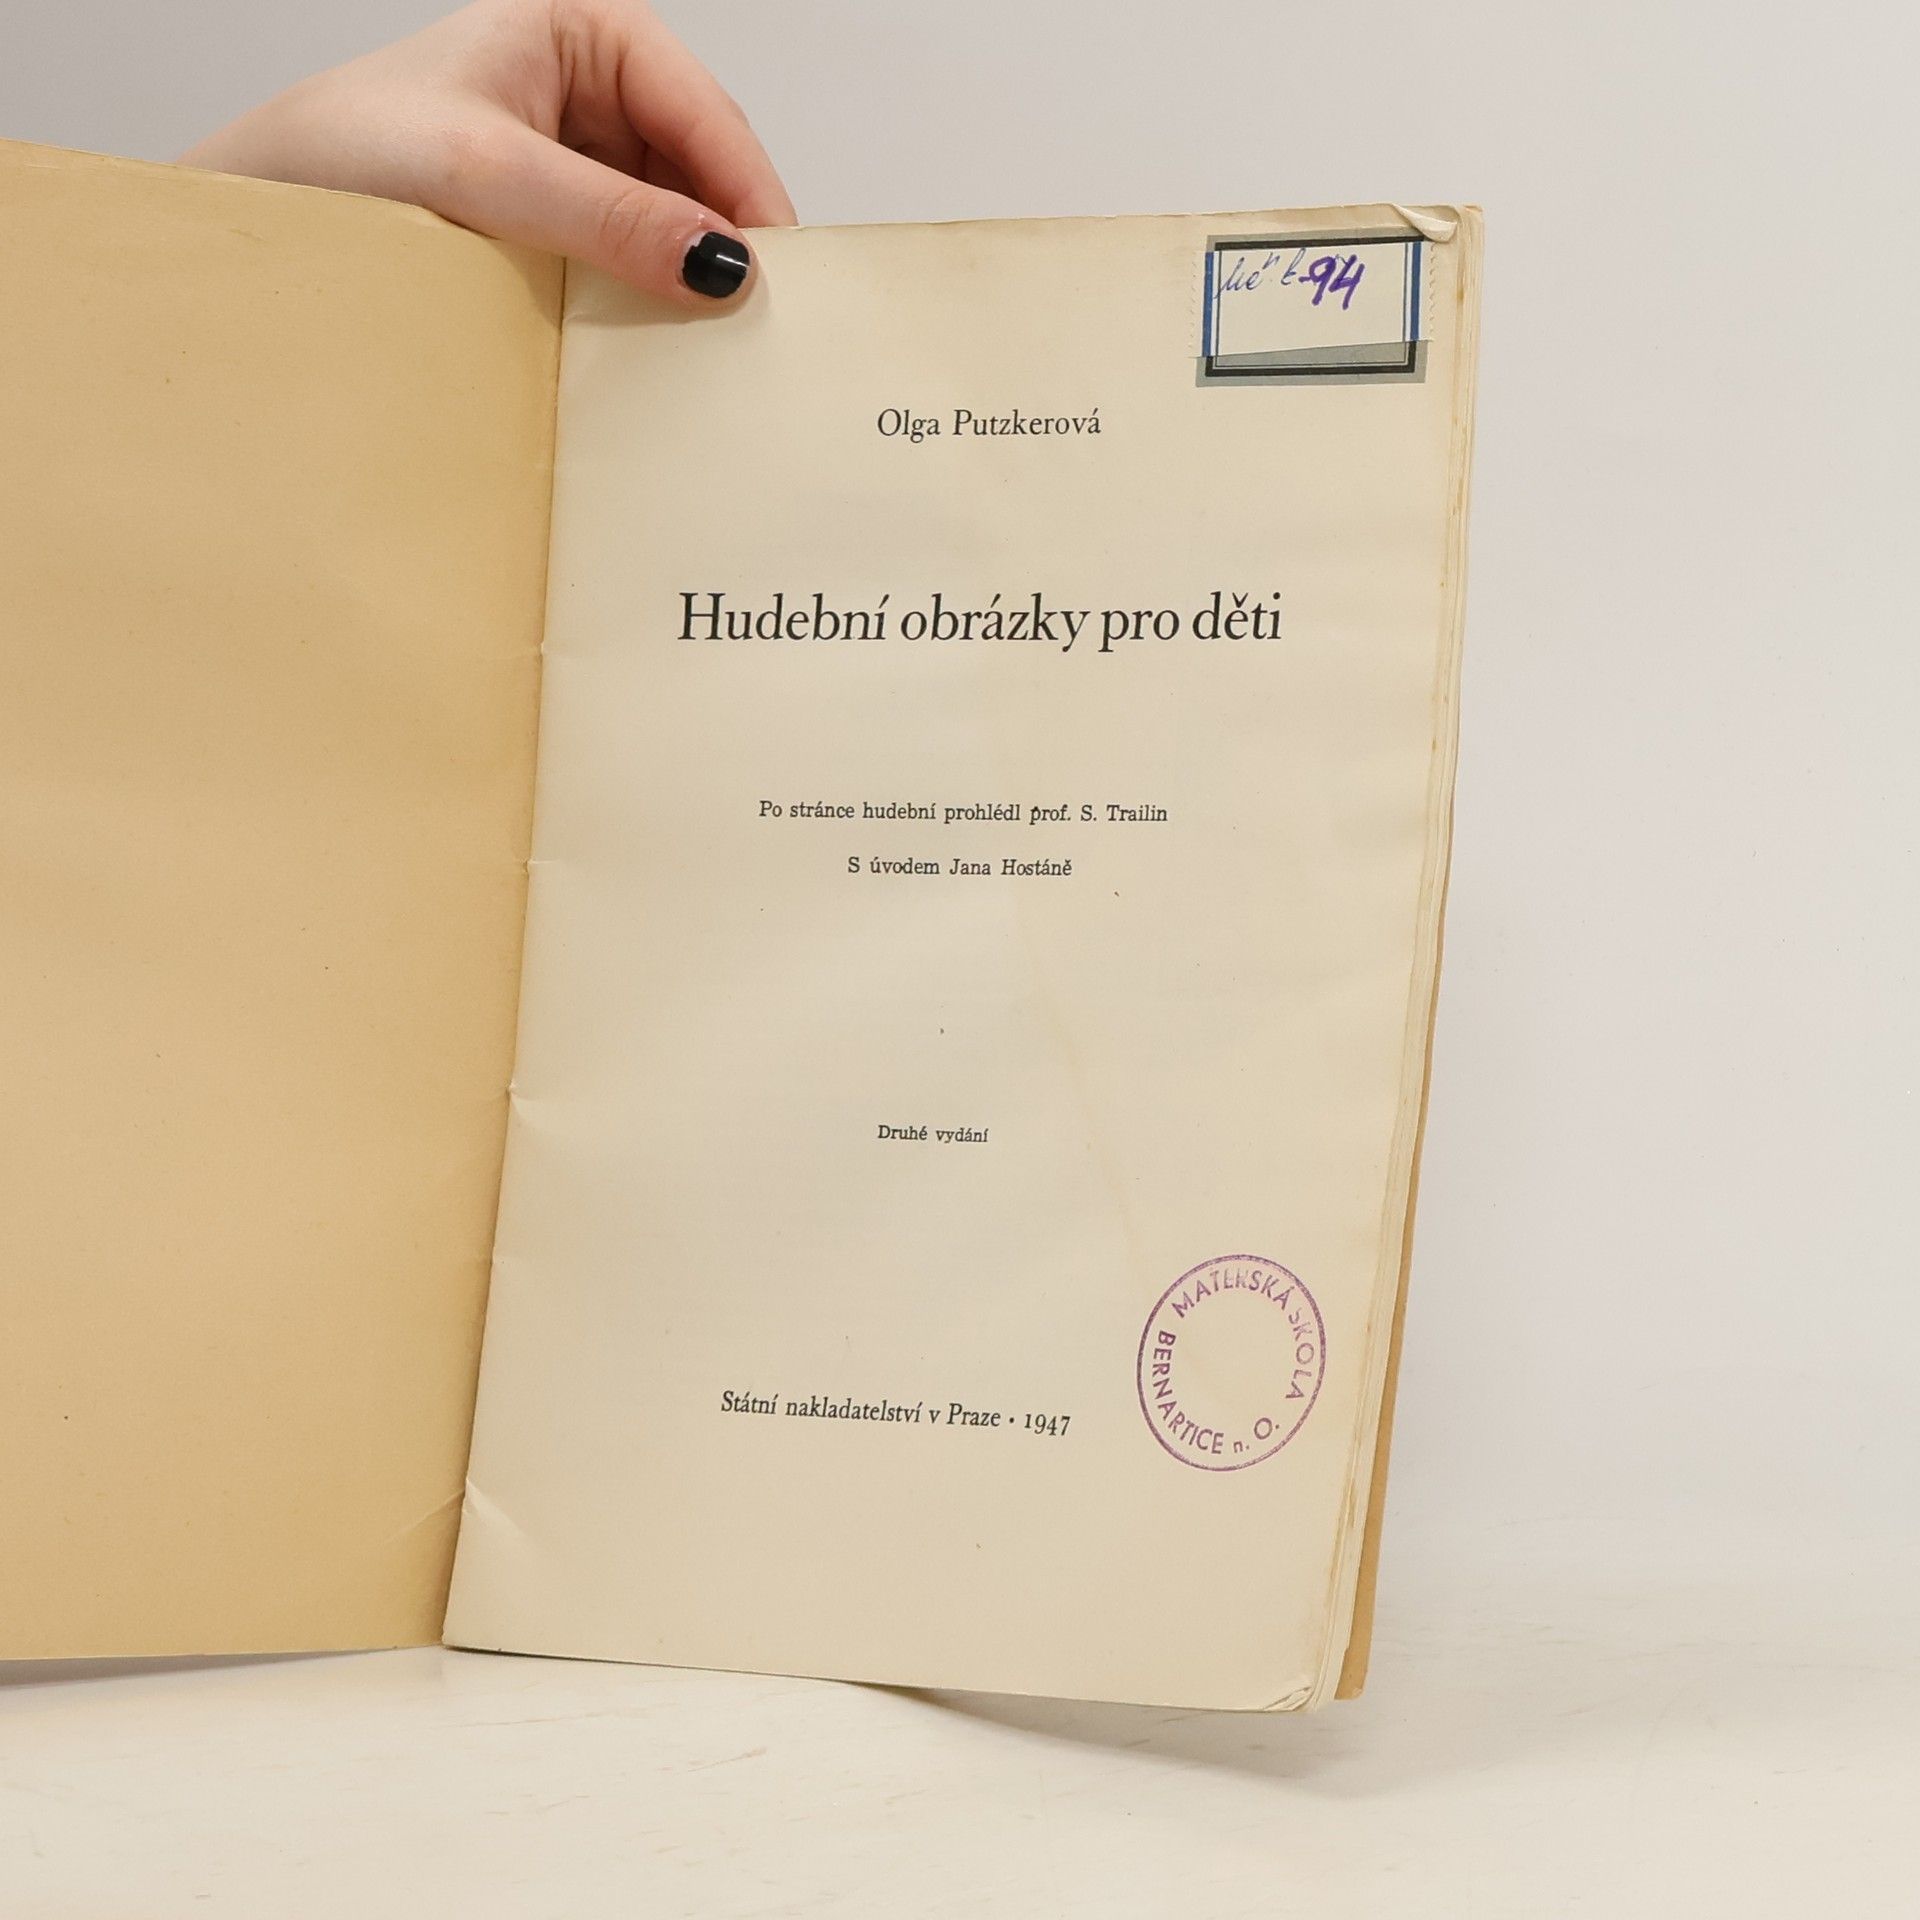 94
Olga Putzkerová
Hudební obrázky pro děti
Po stránce hudební prohlédl prof. S. Trailin
S úvodem Jana Hostáně
Druhé vydání
Státní nakladatelství v Praze • 1947
MATEŘSKÁ ŠKOLA
BERNARTICE n. O.